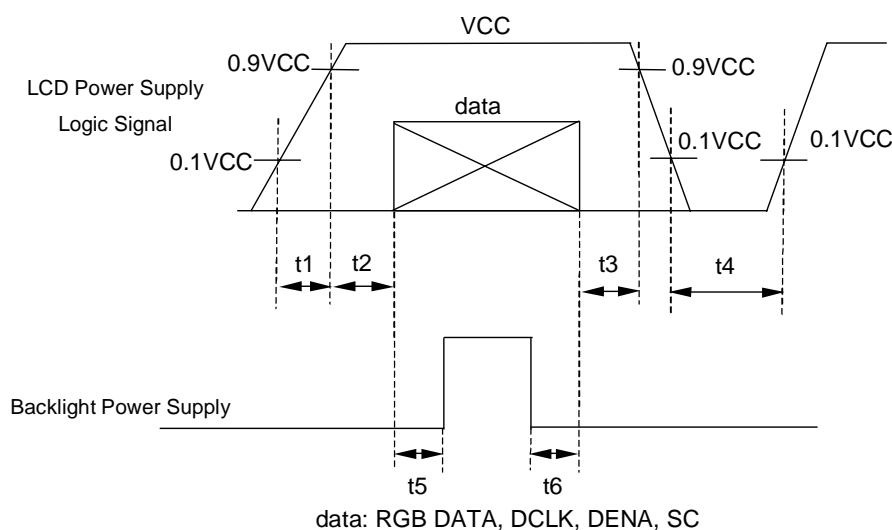 VCC
0.9VCC
0.9VCC
LCD Power Supply
data
Logic Signal
0.1VCC
0.1VCC
0.1VCC
t1
t2
t3
t4
Backlight Power Supply
t5
t6
data: RGB DATA, DCLK, DENA, SC